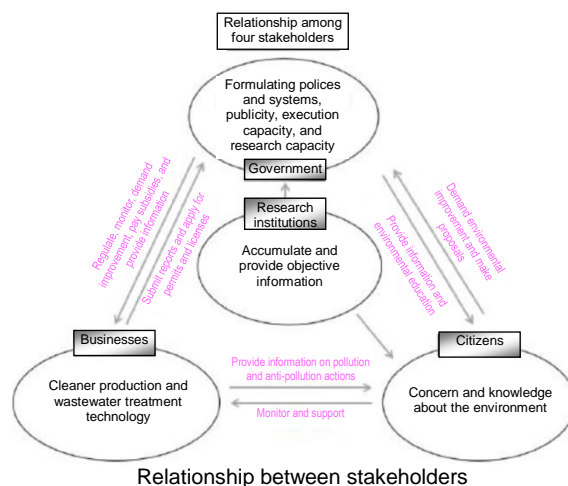 Relationship among
four stakeholders
Formulating polices
and systems,
publicity, execution
capacity, and
research capacity
Government
Research
institutions
Accumulate and
provide objective
information
Regulate, monitor, demand
improvement, pay subsidies, and
provide information
Submit reports and apply for
permits and licenses
Demand environmental
improvement and make
proposals
Provide information and
environmental education
Businesses
Cleaner production and
wastewater treatment
technology
Provide information on pollution
and anti-pollution actions
Monitor and support
Citizens
Concern and knowledge
about the environment
Relationship between stakeholders